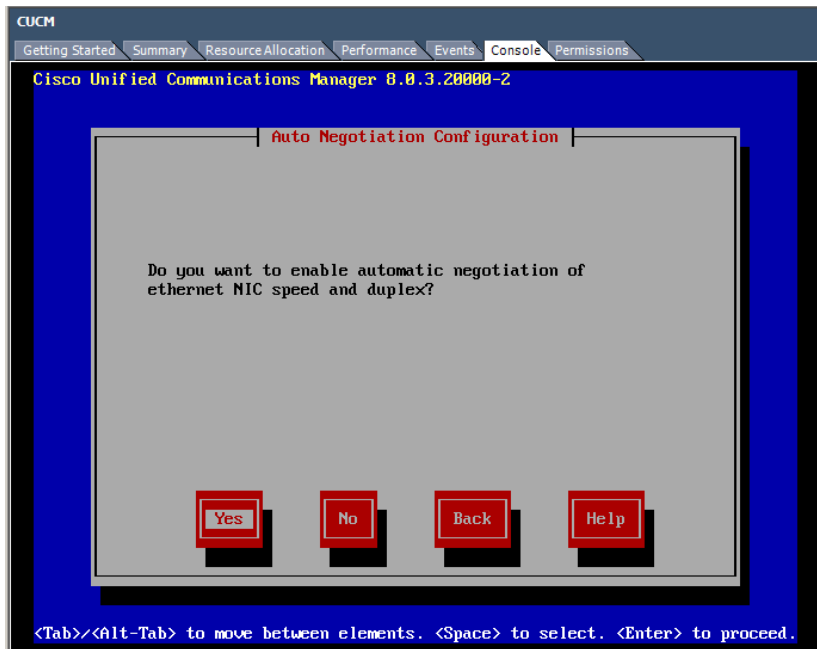 CUCM
Getting Started Summary Resource Allocation Performance Events Console Permissions
Cisco Unified Communications Manager 8.0.3.20000-2
Auto Negotiation Configuration
Do you want to enable automatic negotiation of
ethernet NIC speed and duplex?
Yes No Back Help
<Tab>/<Alt-Tab> to move between elements. <Space> to select. <Enter> to proceed.